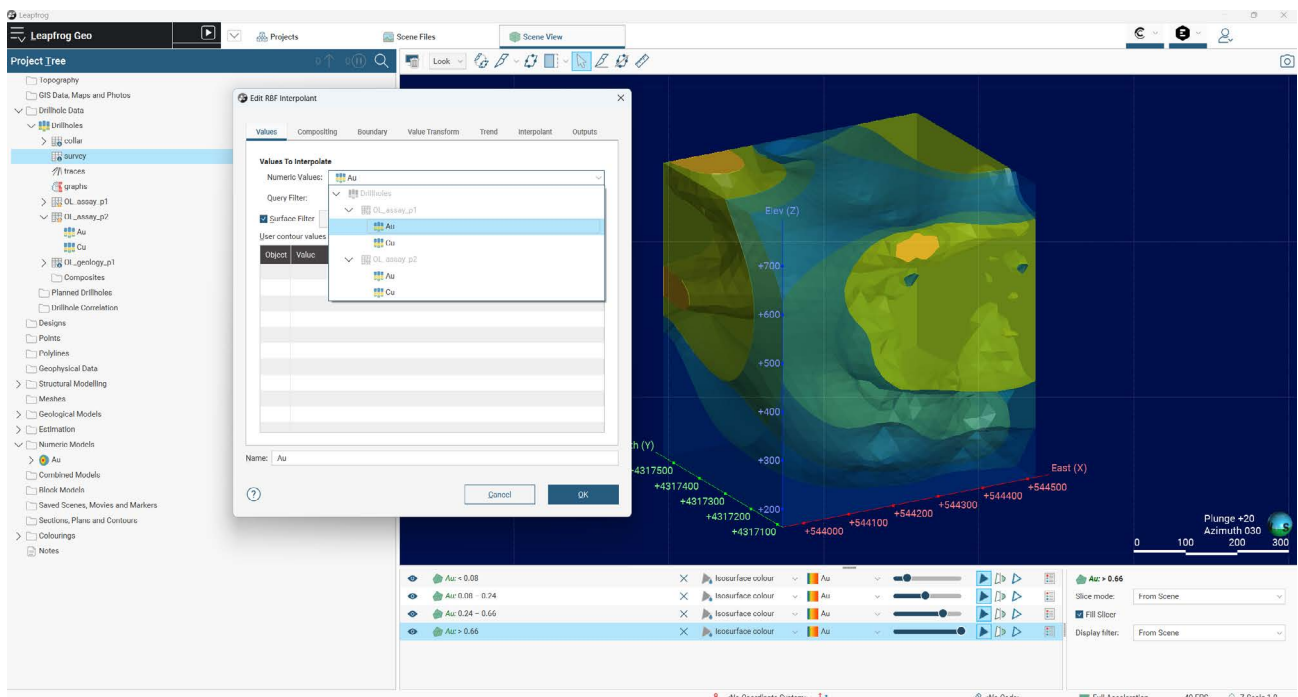 Leapfrog
Leapfrog Geo
Projects
Scene Files
Scene View
Project Tree
Look
Topography
GIS Data, Maps and Photos
Drillhole Data
Drillholes
collar
survey
traces
graphs
OL_assay_p1
OL_assay_p2
Au
Cu
OL_geology_p1
Composites
Planned Drillholes
Drillhole Correlation
Designs
Points
Polylines
Geophysical Data
Structural Modelling
Meshes
Geological Models
Estimation
Numeric Models
Au
Combined Models
Block Models
Saved Scenes, Movies and Markers
Sections, Plans and Contours
Colourings
Notes
Edit RBF Interpolant
Values Compositing Boundary Value Transform Trend Interpolant Outputs
Values To Interpolate
Numeric Values: Au
Query Filter:
Surface Filter
User contour values
Object Value
Drillholes
OL_assay_p1
Au
Cu
OL_assay_p2
Au
Cu
Name: Au
Cancel OK
Elev (Z)
+700
+600
+500
+400
+300
+200
th (Y)
+4317500
+4317400
+4317300
+4317200
+4317100
East (X)
+544500
+544400
+544300
+544200
+544100
+544000
Plunge +20
Azimuth 030
0 100 200 300
Au: < 0.08 Isosurface colour Au
Au: 0.08 – 0.24 Isosurface colour Au
Au: 0.24 – 0.66 Isosurface colour Au
Au: > 0.66 Isosurface colour Au
Au: > 0.66
Slice mode: From Scene
Fill Slicer
Display filter: From Scene